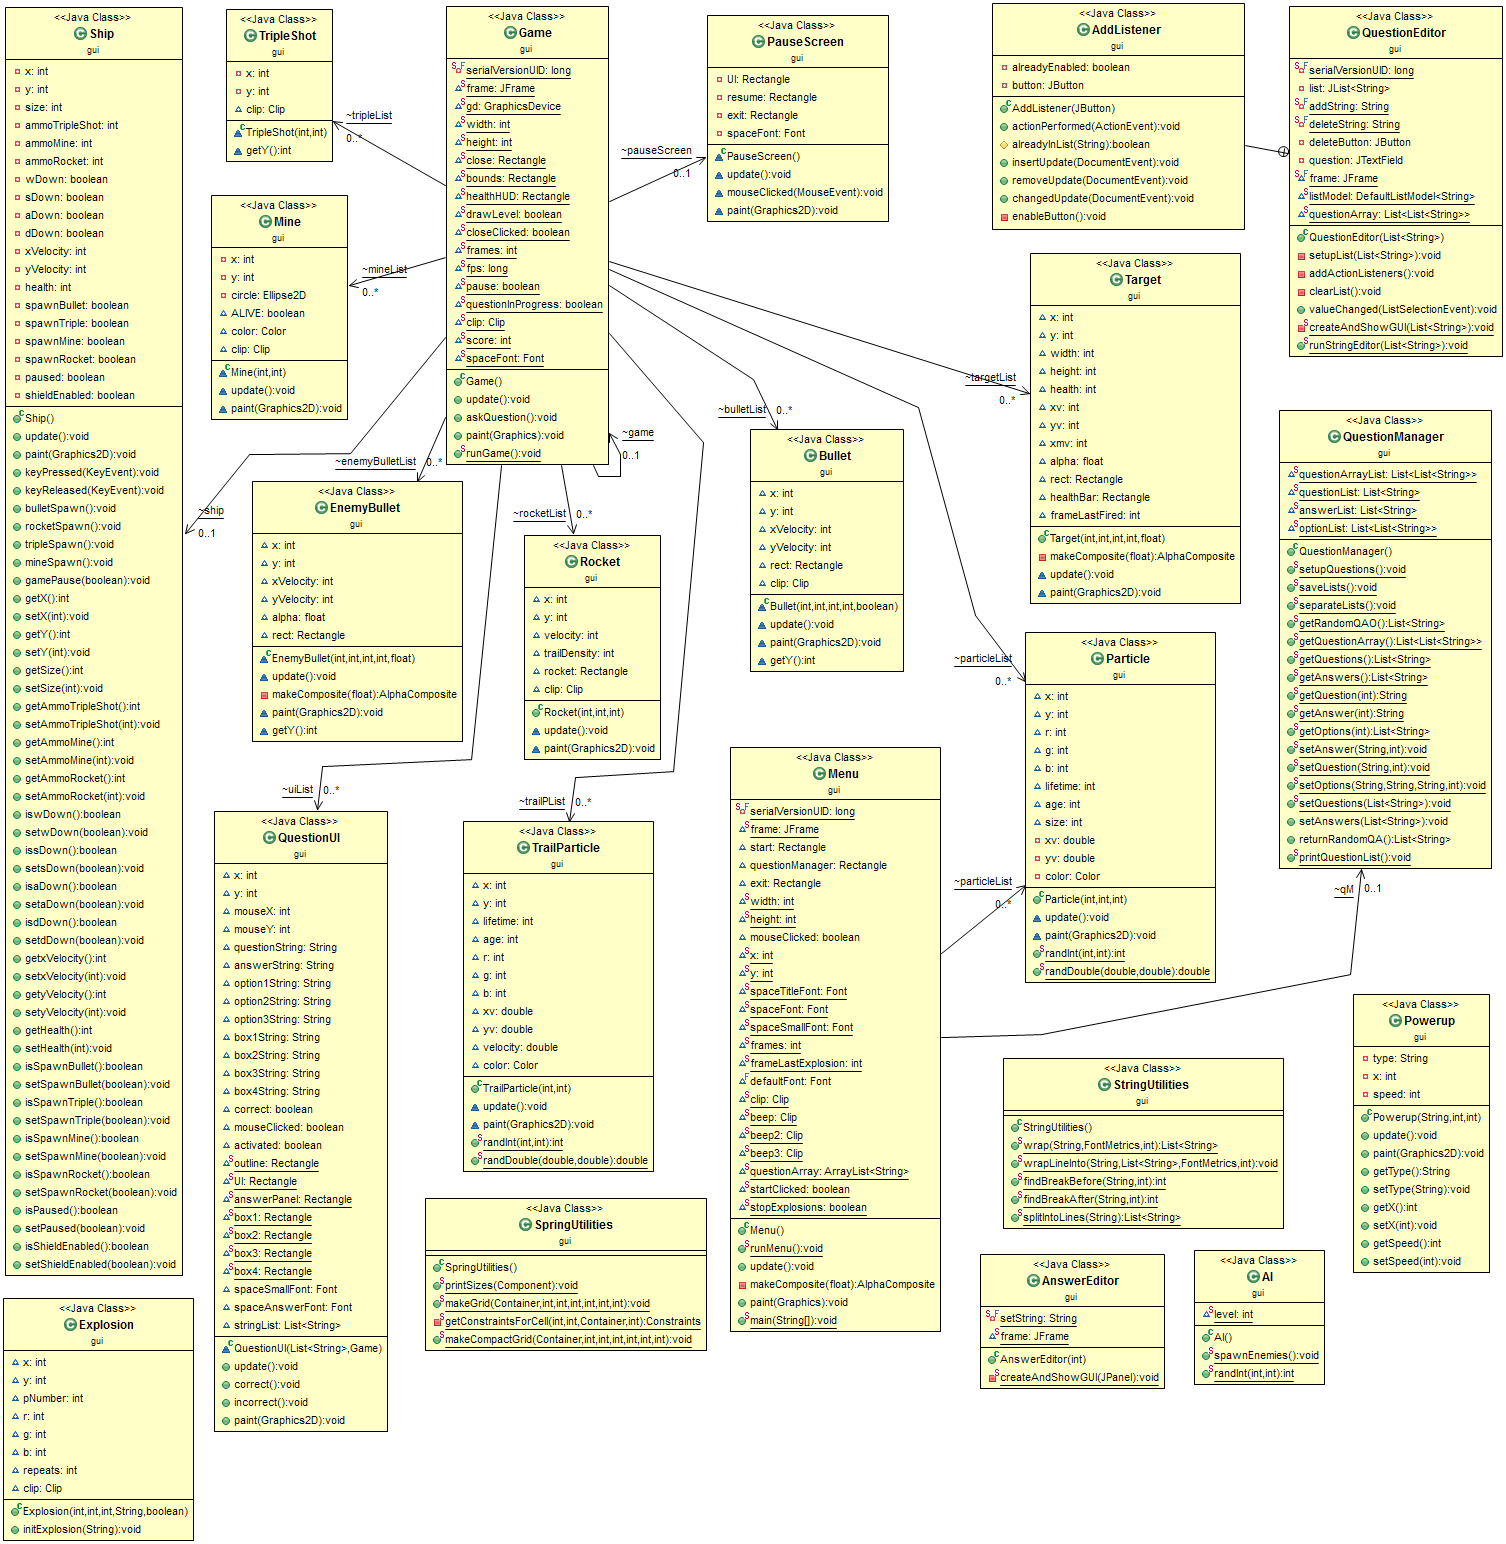 <<Java Class>>
Ship
gui
x: int
y: int
size: int
ammoTripleShot: int
ammoMine: int
ammoRocket: int
wDown: boolean
sDown: boolean
aDown: boolean
dDown: boolean
xVelocity: int
yVelocity: int
health: int
spawnBullet: boolean
spawnTriple: boolean
spawnMine: boolean
spawnRocket: boolean
paused: boolean
shieldEnabled: boolean
Ship()
update():void
paint(Graphics2D):void
keyPressed(KeyEvent):void
keyReleased(KeyEvent):void
bulletSpawn():void
rocketSpawn():void
tripleSpawn():void
mineSpawn():void
gamePause(boolean):void
getX():int
setX(int):void
getY():int
setY(int):void
getSize():int
setSize(int):void
getAmmoTripleShot():int
setAmmoTripleShot(int):void
getAmmoMine():int
setAmmoMine(int):void
getAmmoRocket():int
setAmmoRocket(int):void
iswDown():boolean
setwDown(boolean):void
issDown():boolean
setsDown(boolean):void
isaDown():boolean
setaDown(boolean):void
isdDown():boolean
setdDown(boolean):void
getxVelocity():int
setxVelocity(int):void
getyVelocity():int
setyVelocity(int):void
getHealth():int
setHealth(int):void
isSpawnBullet():boolean
setSpawnBullet(boolean):void
isSpawnTriple():boolean
setSpawnTriple(boolean):void
isSpawnMine():boolean
setSpawnMine(boolean):void
isSpawnRocket():boolean
setSpawnRocket(boolean):void
isPaused():boolean
setPaused(boolean):void
isShieldEnabled():boolean
setShieldEnabled(boolean):void
<<Java Class>>
Explosion
gui
x: int
y: int
pNumber: int
r: int
g: int
b: int
repeats: int
clip: Clip
Explosion(int,int,int,String,boolean)
initExplosion(String):void
<<Java Class>>
TripleShot
gui
x: int
y: int
clip: Clip
TripleShot(int,int)
getY():int
~tripleList
0..*
<<Java Class>>
Mine
gui
x: int
y: int
circle: Ellipse2D
ALIVE: boolean
color: Color
clip: Clip
Mine(int,int)
update():void
paint(Graphics2D):void
~mineList
0..*
<<Java Class>>
Game
gui
serialVersionUID: long
frame: JFrame
gd: GraphicsDevice
width: int
height: int
close: Rectangle
bounds: Rectangle
healthHUD: Rectangle
drawLevel: boolean
closeClicked: boolean
frames: int
fps: long
pause: boolean
questionInProgress: boolean
clip: Clip
score: int
spaceFont: Font
Game()
update():void
askQuestion():void
paint(Graphics):void
runGame():void
~game
0..1
~ship
0..1
~enemyBulletList
0..*
<<Java Class>>
EnemyBullet
gui
x: int
y: int
xVelocity: int
yVelocity: int
alpha: float
rect: Rectangle
EnemyBullet(int,int,int,int,float)
update():void
makeComposite(float):AlphaComposite
paint(Graphics2D):void
getY():int
~rocketList
0..*
<<Java Class>>
Rocket
gui
x: int
y: int
velocity: int
trailDensity: int
rocket: Rectangle
clip: Clip
Rocket(int,int,int)
update():void
paint(Graphics2D):void
~uiList
0..*
<<Java Class>>
QuestionUI
gui
x: int
y: int
mouseX: int
mouseY: int
questionString: String
answerString: String
option1String: String
option2String: String
option3String: String
box1String: String
box2String: String
box3String: String
box4String: String
correct: boolean
mouseClicked: boolean
activated: boolean
outline: Rectangle
UI: Rectangle
answerPanel: Rectangle
box1: Rectangle
box2: Rectangle
box3: Rectangle
box4: Rectangle
spaceSmallFont: Font
spaceAnswerFont: Font
stringList: List<String>
QuestionUI(List<String>,Game)
update():void
correct():void
incorrect():void
paint(Graphics2D):void
~trailPList
0..*
<<Java Class>>
TrailParticle
gui
x: int
y: int
lifetime: int
age: int
r: int
g: int
b: int
xv: double
yv: double
velocity: double
color: Color
TrailParticle(int,int)
update():void
paint(Graphics2D):void
randInt(int,int):int
randDouble(double,double):double
<<Java Class>>
SpringUtilities
gui
SpringUtilities()
printSizes(Component):void
makeGrid(Container,int,int,int,int,int,int):void
getConstraintsForCell(int,int,Container,int):Constraints
makeCompactGrid(Container,int,int,int,int,int,int):void
<<Java Class>>
PauseScreen
gui
UI: Rectangle
resume: Rectangle
exit: Rectangle
spaceFont: Font
PauseScreen()
update():void
mouseClicked(MouseEvent):void
paint(Graphics2D):void
~pauseScreen
0..1
~bulletList
0..*
<<Java Class>>
Bullet
gui
x: int
y: int
xVelocity: int
yVelocity: int
rect: Rectangle
clip: Clip
Bullet(int,int,int,int,boolean)
update():void
paint(Graphics2D):void
getY():int
<<Java Class>>
Menu
gui
serialVersionUID: long
frame: JFrame
start: Rectangle
questionManager: Rectangle
exit: Rectangle
width: int
height: int
mouseClicked: boolean
x: int
y: int
spaceTitleFont: Font
spaceFont: Font
spaceSmallFont: Font
frames: int
frameLastExplosion: int
defaultFont: Font
clip: Clip
beep: Clip
beep2: Clip
beep3: Clip
questionArray: ArrayList<String>
startClicked: boolean
stopExplosions: boolean
Menu()
runMenu():void
update():void
makeComposite(float):AlphaComposite
paint(Graphics):void
main(String[]):void
<<Java Class>>
AddListener
gui
alreadyEnabled: boolean
button: JButton
AddListener(JButton)
actionPerformed(ActionEvent):void
alreadyInList(String):boolean
insertUpdate(DocumentEvent):void
removeUpdate(DocumentEvent):void
changedUpdate(DocumentEvent):void
enableButton():void
<<Java Class>>
QuestionEditor
gui
serialVersionUID: long
list: JList<String>
addString: String
deleteString: String
deleteButton: JButton
question: JTextField
frame: JFrame
listModel: DefaultListModel<String>
questionArray: List<List<String>>
QuestionEditor(List<String>)
setupList(List<String>):void
addActionListeners():void
clearList():void
valueChanged(ListSelectionEvent):void
createAndShowGUI(List<String>):void
runStringEditor(List<String>):void
~targetList
0..*
<<Java Class>>
Target
gui
x: int
y: int
width: int
height: int
health: int
xv: int
yv: int
xmv: int
alpha: float
rect: Rectangle
healthBar: Rectangle
frameLastFired: int
Target(int,int,int,int,float)
makeComposite(float):AlphaComposite
update():void
paint(Graphics2D):void
~particleList
0..*
<<Java Class>>
Particle
gui
x: int
y: int
r: int
g: int
b: int
lifetime: int
age: int
size: int
xv: double
yv: double
color: Color
Particle(int,int,int)
update():void
paint(Graphics2D):void
randInt(int,int):int
randDouble(double,double):double
~particleList
0..*
<<Java Class>>
QuestionManager
gui
questionArrayList: List<List<String>>
questionList: List<String>
answerList: List<String>
optionList: List<List<String>>
QuestionManager()
setupQuestions():void
saveLists():void
separateLists():void
getRandomQAO():List<String>
getQuestionArray():List<List<String>>
getQuestions():List<String>
getAnswers():List<String>
getQuestion(int):String
getAnswer(int):String
getOptions(int):List<String>
setAnswer(String,int):void
setQuestion(String,int):void
setOptions(String,String,String,int):void
setQuestions(List<String>):void
setAnswers(List<String>):void
returnRandomQA():List<String>
printQuestionList():void
~qM
0..1
<<Java Class>>
Powerup
gui
type: String
x: int
speed: int
Powerup(String,int,int)
update():void
paint(Graphics2D):void
getType():String
setType(String):void
getX():int
setX(int):void
getSpeed():int
setSpeed(int):void
<<Java Class>>
StringUtilities
gui
StringUtilities()
wrap(String,FontMetrics,int):List<String>
wrapLineInto(String,List<String>,FontMetrics,int):void
findBreakBefore(String,int):int
findBreakAfter(String,int):int
splitIntoLines(String):List<String>
<<Java Class>>
AnswerEditor
gui
setString: String
frame: JFrame
AnswerEditor(int)
createAndShowGUI(JPanel):void
<<Java Class>>
AI
gui
level: int
AI()
spawnEnemies():void
randInt(int,int):int